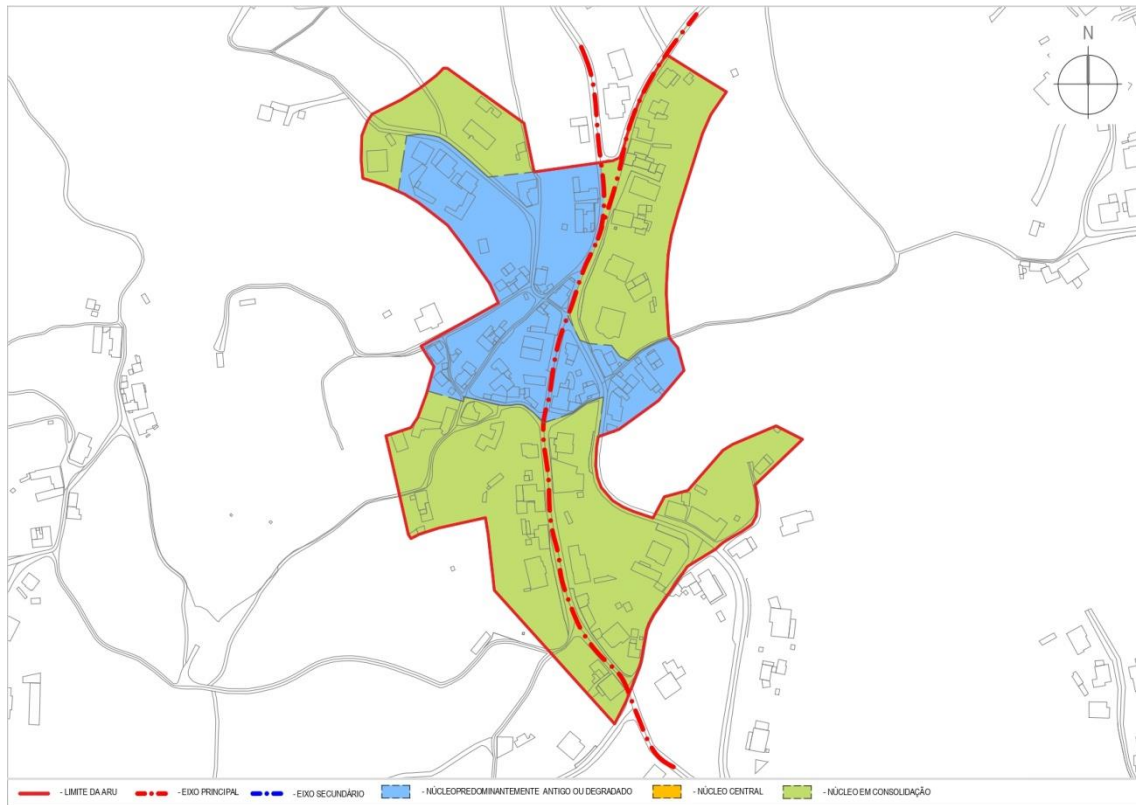 N
- LIMITE DA ARU - EIXO PRINCIPAL - EIXO SECUNDÁRIO - NÚCLEOPREDOMINANTEMENTE ANTIGO OU DEGRADADO - NÚCLEO CENTRAL - NÚCLEO EM CONSOLIDAÇÃO